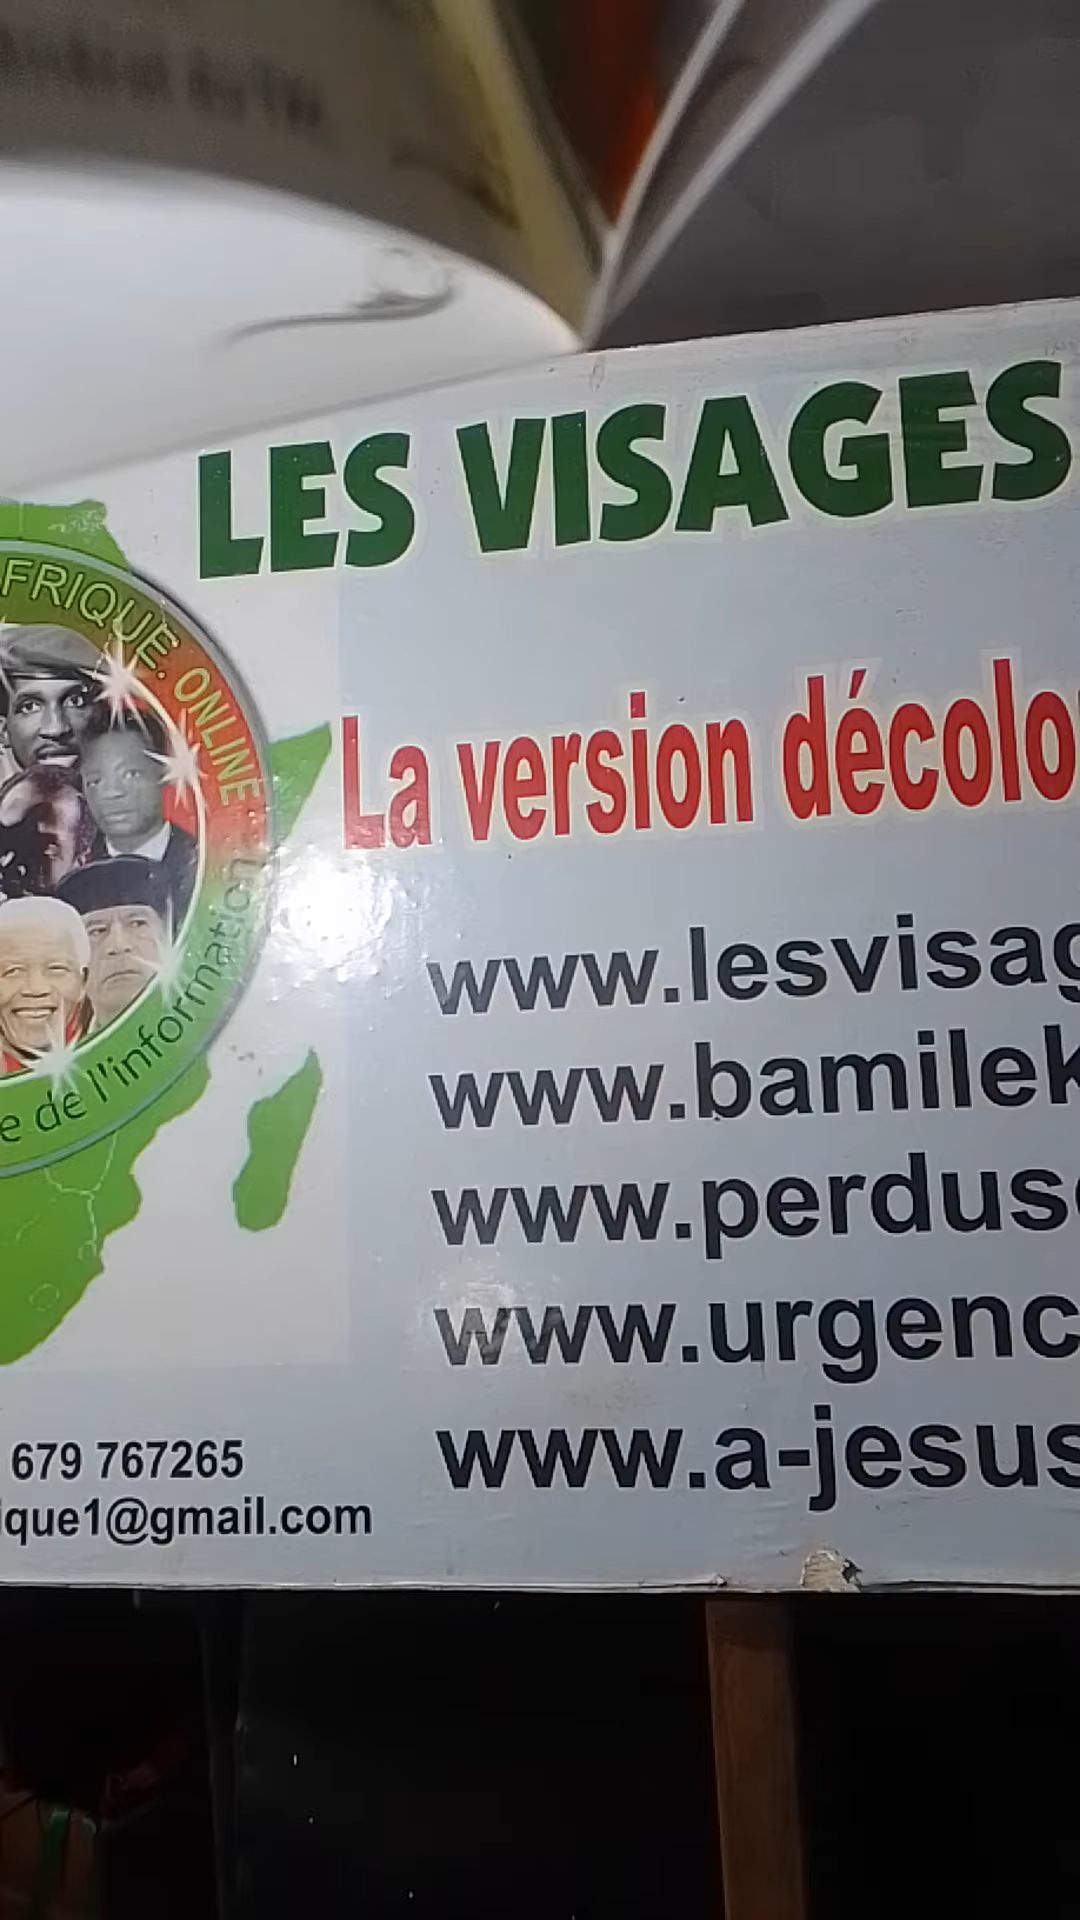 LES VISAGES
FRIQUE. ONLINE
La version décolo
www.lesvisag
www.bamilek
www.perdus
www.urgenc
www.a-jesus
e de l'information
679 767265
ique1@gmail.com